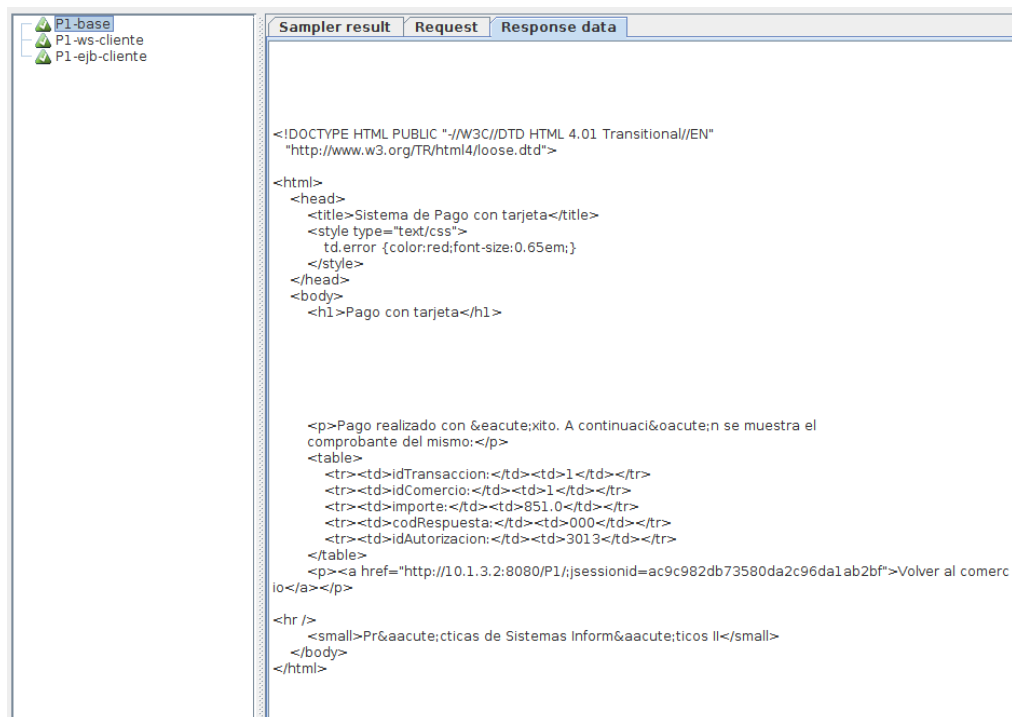 P1-base
P1-ws-cliente
P1-ejb-cliente
Sampler result Request Response data
<!DOCTYPE HTML PUBLIC "-//W3C//DTD HTML 4.01 Transitional//EN"
"http://www.w3.org/TR/html4/loose.dtd">
<html>
<head>
<title>Sistema de Pago con tarjeta</title>
<style type="text/css">
td.error {color:red;font-size:0.65em;}
</style>
</head>
<body>
<h1>Pago con tarjeta</h1>
<p>Pago realizado con &eacute;xito. A continuaci&oacute;n se muestra el
comprobante del mismo:</p>
<table>
<tr><td>idTransaccion:</td><td>1</td></tr>
<tr><td>idComercio:</td><td>1</td></tr>
<tr><td>importe:</td><td>851.0</td></tr>
<tr><td>codRespuesta:</td><td>000</td></tr>
<tr><td>idAutorizacion:</td><td>3013</td></tr>
</table>
<p><a href="http://10.1.3.2:8080/P1/;jsessionid=ac9c982db73580da2c96da1ab2bf">Volver al comerc
io</a></p>
<hr />
<small>Pr&aacute;cticas de Sistemas Inform&aacute;ticos II</small>
</body>
</html>